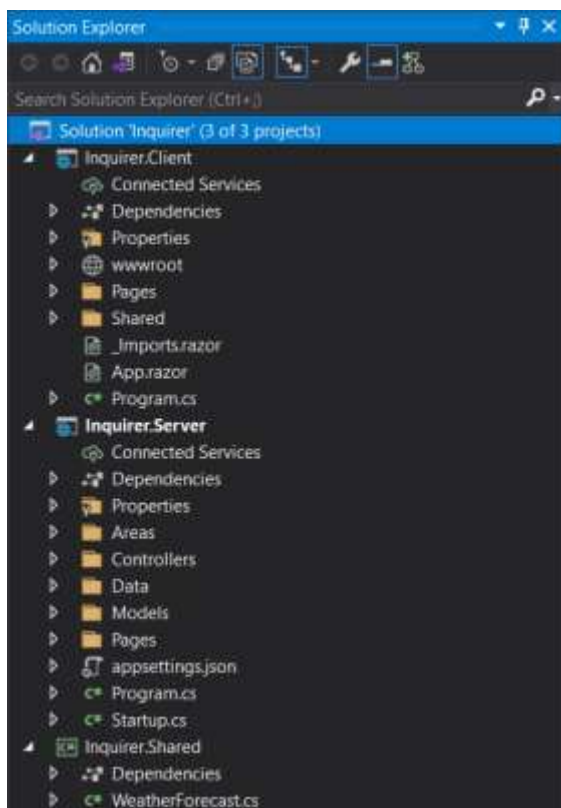 Solution Explorer
Search Solution Explorer (Ctrl+;)
Solution 'Inquirer' (3 of 3 projects)
Inquirer.Client
Connected Services
Dependencies
Properties
wwwroot
Pages
Shared
_Imports.razor
App.razor
C# Program.cs
Inquirer.Server
Connected Services
Dependencies
Properties
Areas
Controllers
Data
Models
Pages
appsettings.json
C# Program.cs
C# Startup.cs
C# Inquirer.Shared
Dependencies
C# WeatherForecast.cs